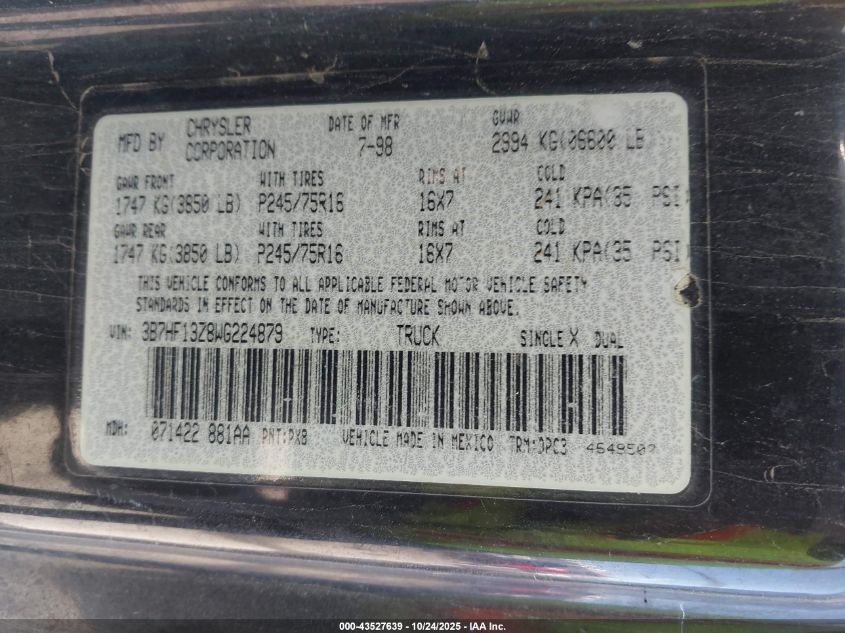 MFD BY CHRYSLER CORPORATION DATE OF MFR 7-98 GVWR 2994 KG(06600 LB
GAWR FRONT WITH TIRES RIMS AT COLD
1747 KG(3850 LB) P245/75R16 16X7 241 KPA(35 PSI)
GAWR REAR WITH TIRES RIMS AT COLD
1747 KG(3850 LB) P245/75R16 16X7 241 KPA(35 PSI)
THIS VEHICLE CONFORMS TO ALL APPLICABLE FEDERAL MOTOR VEHICLE SAFETY
STANDARDS IN EFFECT ON THE DATE OF MANUFACTURE SHOWN ABOVE.
VIN: 3B7HF13Z8WG224879 TYPE: TRUCK SINGLE X DUAL
MDH: 071422 881AA PNT:PX8 VEHICLE MADE IN MEXICO TRM:DPC3 4649507
000-43527639 - 10/24/2025 - IAA Inc.